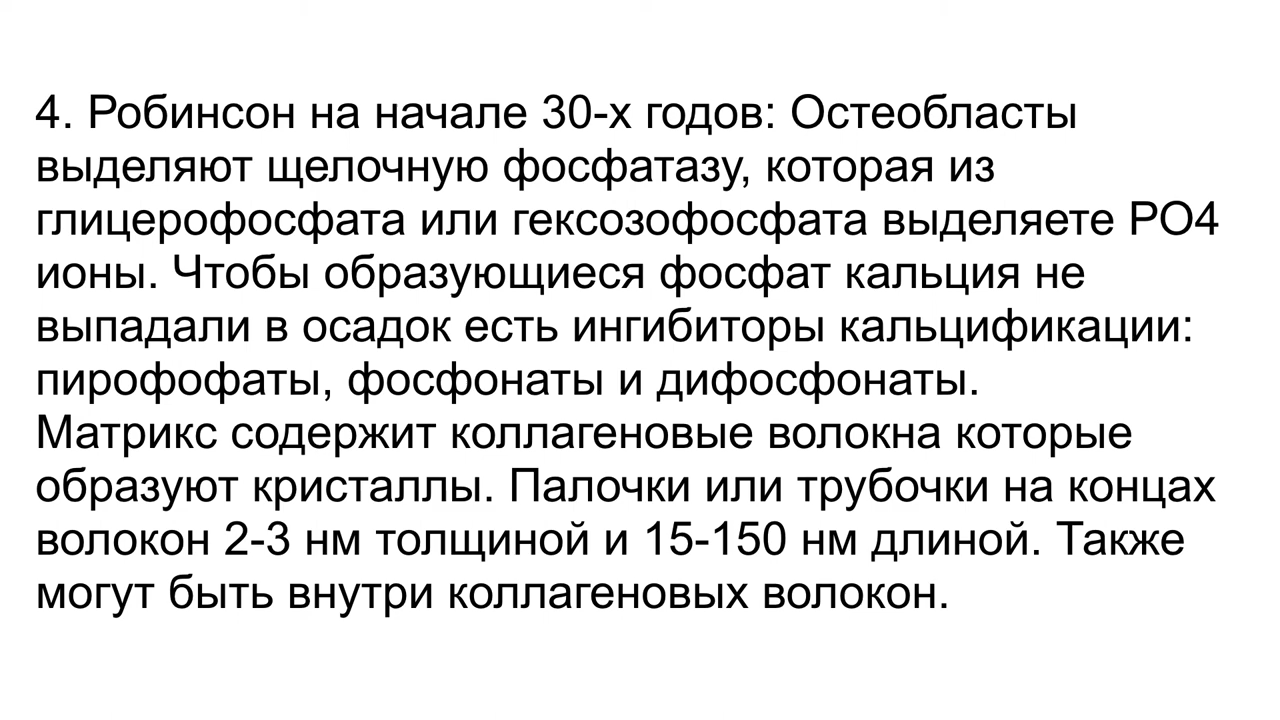 4. Робинсон на начале 30-х годов: Остеобласты
выделяют щелочную фосфатазу, которая из
глицерофосфата или гексозофосфата выделяете PO4
ионы. Чтобы образующиеся фосфат кальция не
выпадали в осадок есть ингибиторы кальцификации:
пирофофаты, фосфонаты и дифосфонаты.
Матрикс содержит коллагеновые волокна которые
образуют кристаллы. Палочки или трубочки на концах
волокон 2-3 нм толщиной и 15-150 нм длиной. Также
могут быть внутри коллагеновых волокон.